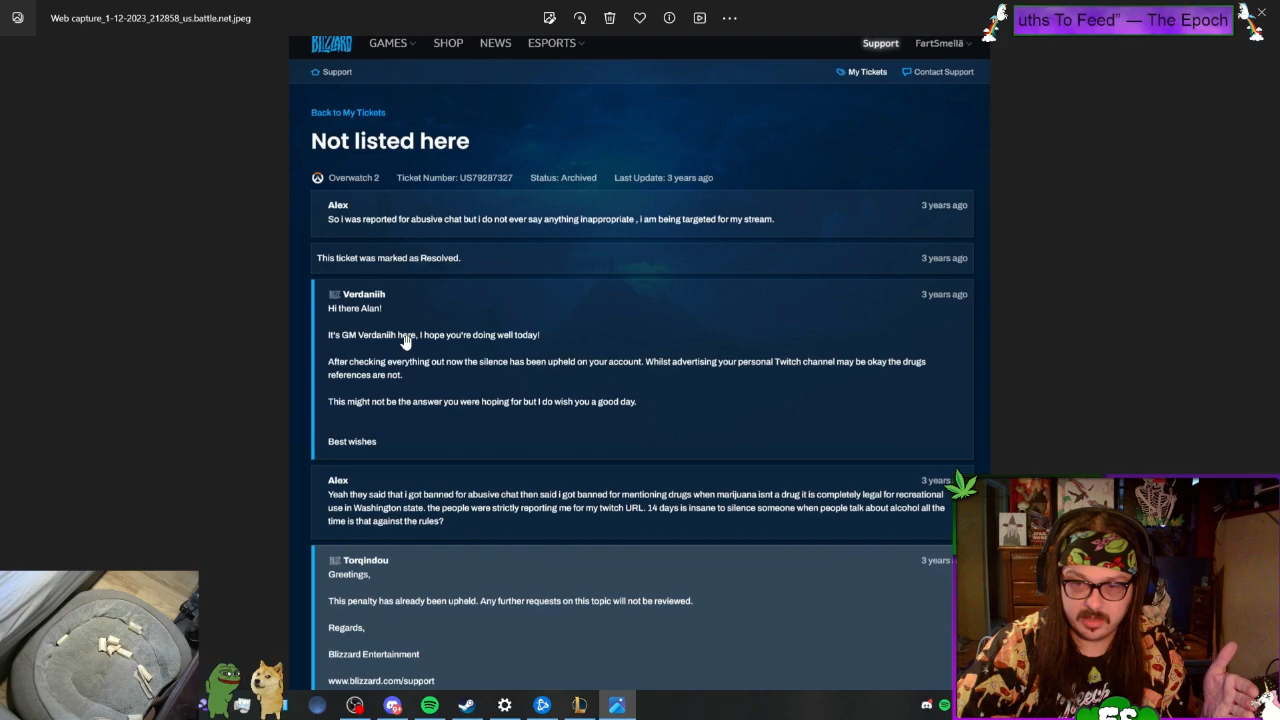 Web capture_1-12-2023_212858_us.battle.net.jpeg
uths To Feed" — The Epoch
BLIZZARD GAMES SHOP NEWS ESPORTS Support FartSmellä
Support My Tickets Contact Support
Back to My Tickets
Not listed here
Overwatch 2 Ticket Number: US79287327 Status: Archived Last Update: 3 years ago
Alex 3 years ago
So i was reported for abusive chat but i do not ever say anything inappropriate , i am being targeted for my stream.
This ticket was marked as Resolved. 3 years ago
Verdaniih 3 years ago
Hi there Alan!
It's GM Verdaniih here, I hope you're doing well today!
After checking everything out now the silence has been upheld on your account. Whilst advertising your personal Twitch channel may be okay the drugs
references are not.
This might not be the answer you were hoping for but I do wish you a good day.
Best wishes
Alex 3 years
Yeah they said that i got banned for abusive chat then said i got banned for mentioning drugs when marijuana isnt a drug it is completely legal for recreational
use in Washington state. the people were strictly reporting me for my twitch URL. 14 days is insane to silence someone when people talk about alcohol all the
time is that against the rules?
Torqindou 3 years
Greetings,
This penalty has already been upheld. Any further requests on this topic will not be reviewed.
Regards,
Blizzard Entertainment
www.blizzard.com/support